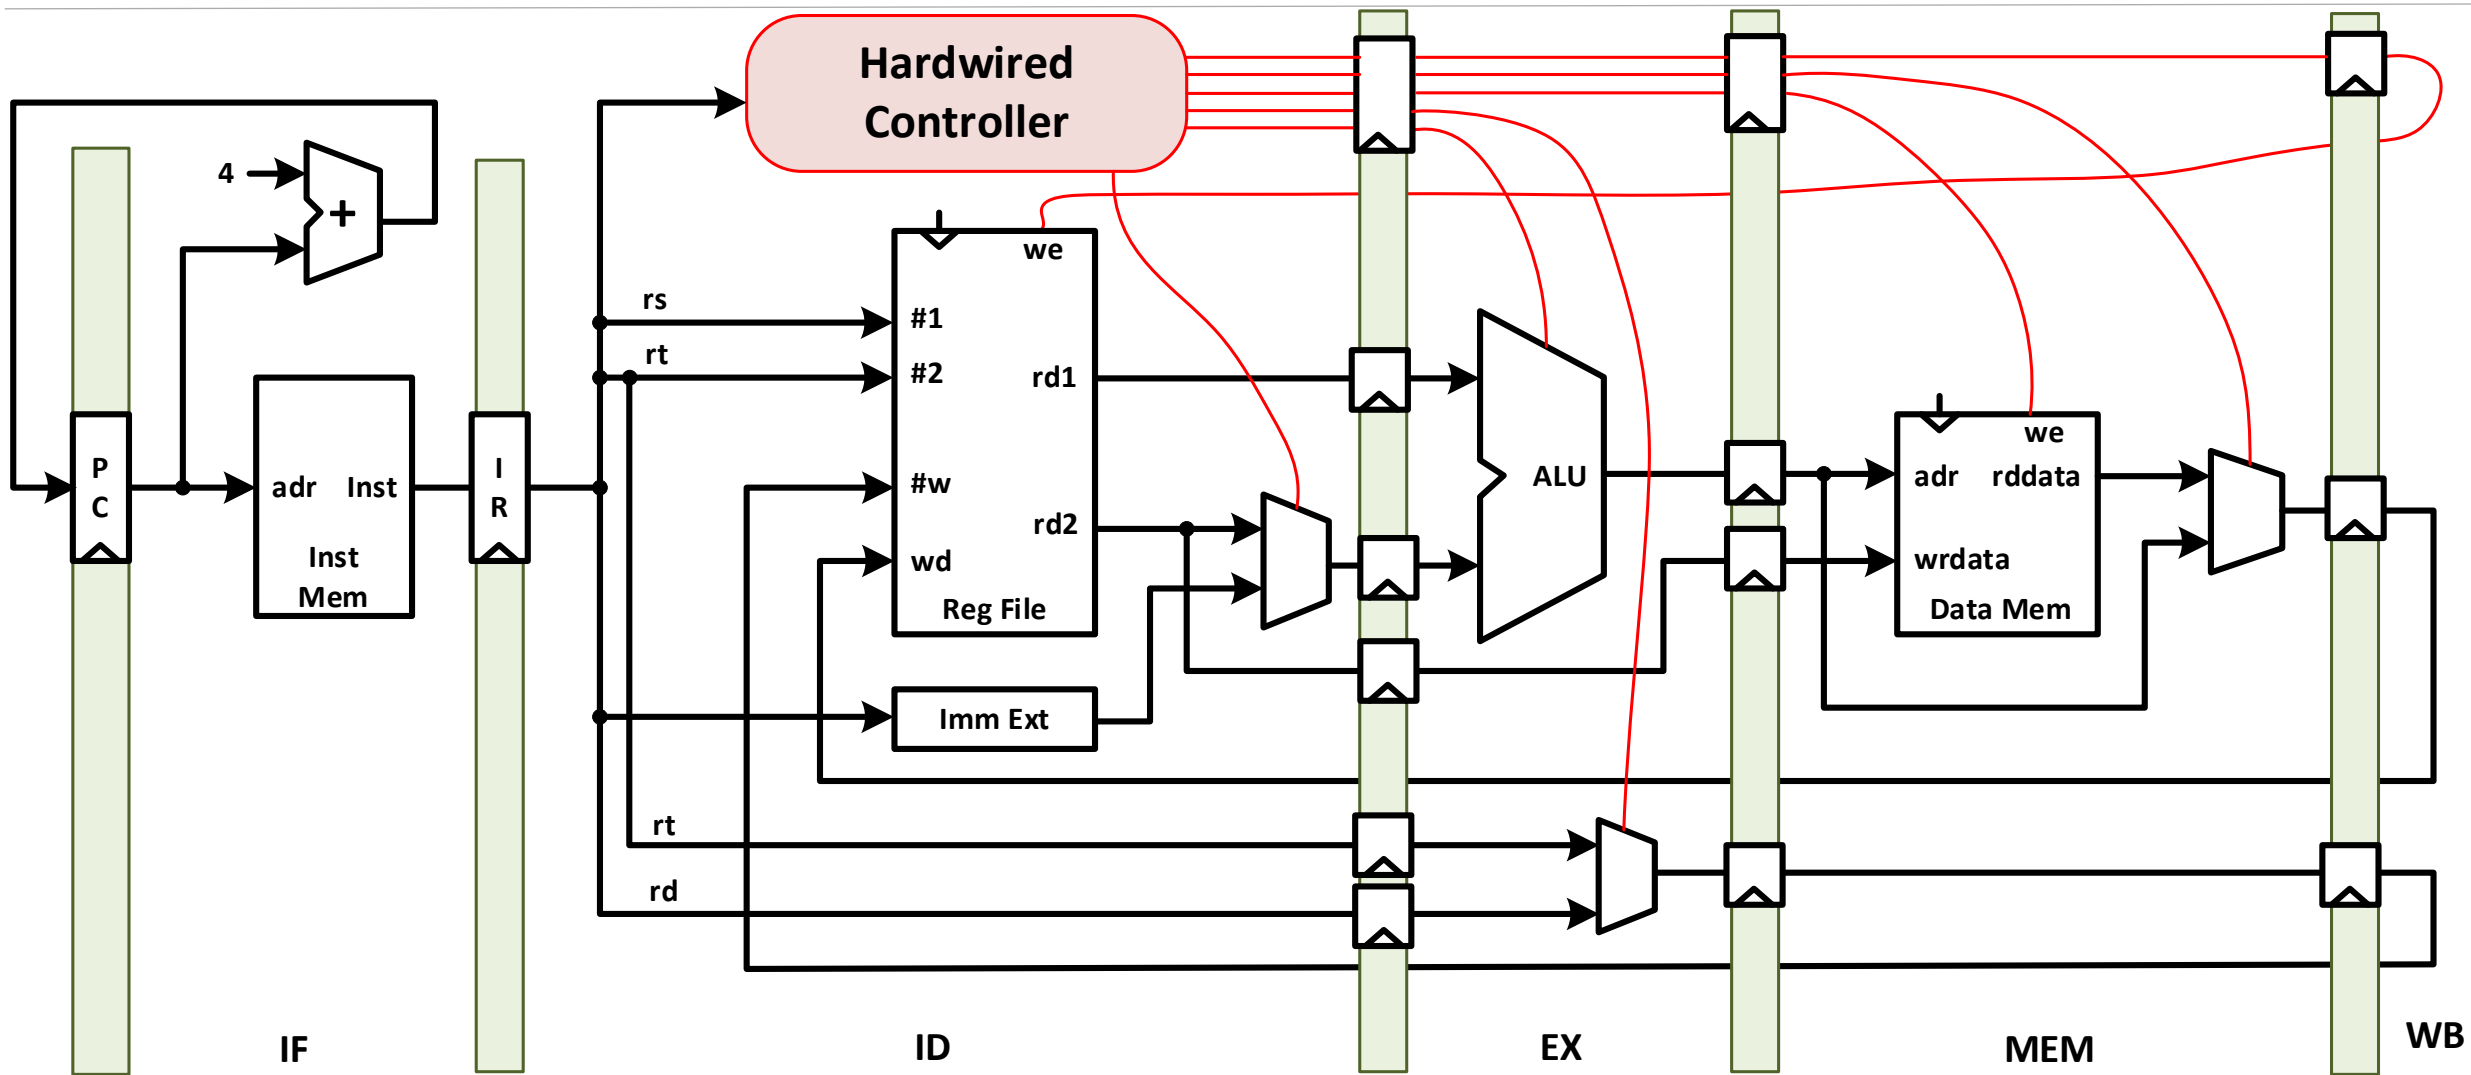 Hardwired
Controller
4
+
we
rs
#1
rt
#2
rd1
P
C
adr
Inst
Inst
Mem
I
R
#w
rd2
wd
Reg File
Imm Ext
ALU
we
adr
rddata
wrdata
Data Mem
rt
rd
IF
ID
EX
MEM
WB